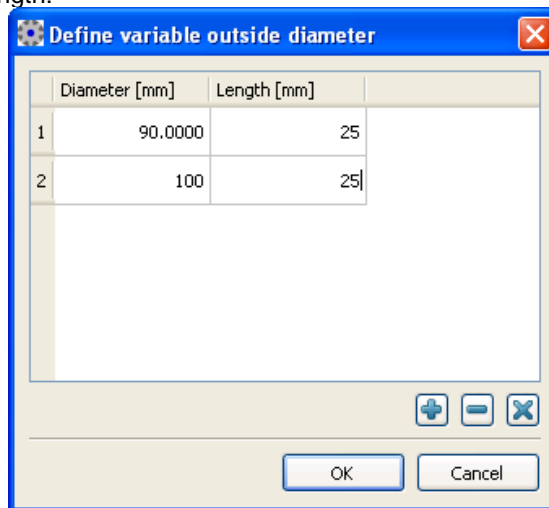 Define variable outside diameter
Diameter [mm] Length [mm]
1 90.0000 25
2 100 25
OK Cancel